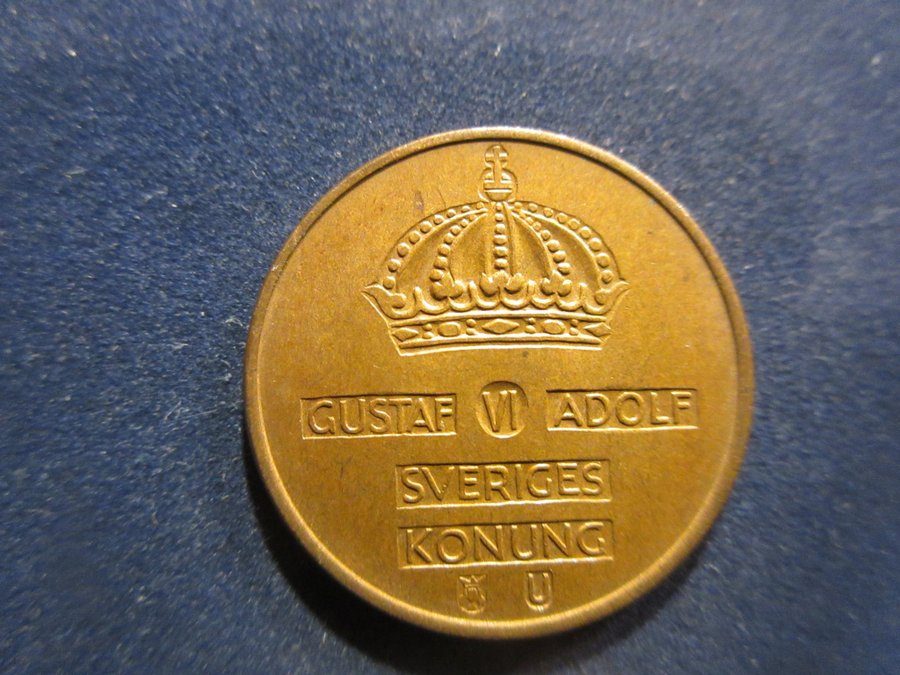 GUSTAF VI ADOLF
SVERIGES
KONUNG
U